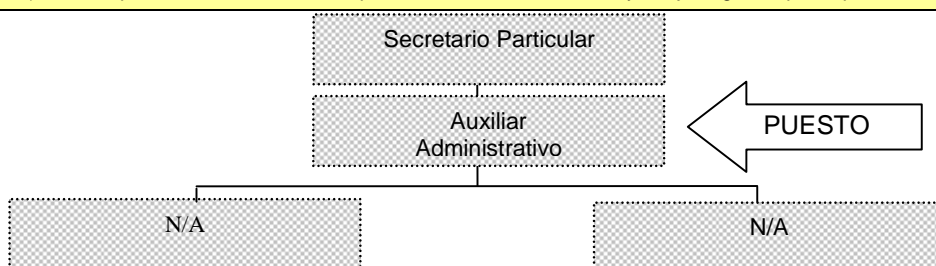 Secretario Particular
Auxiliar
Administrativo
PUESTO
N/A
N/A